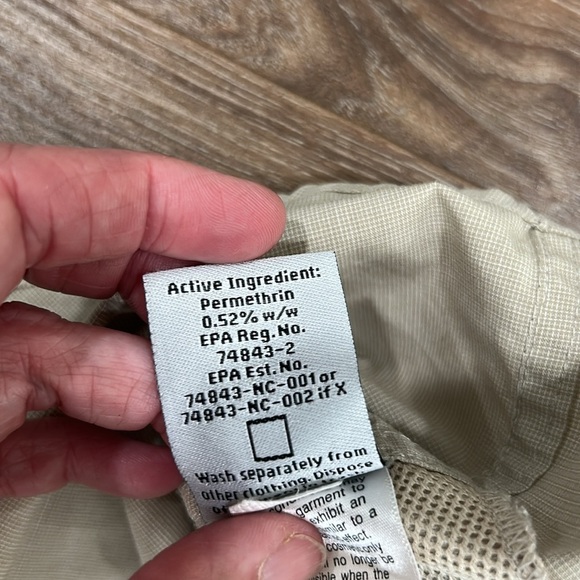 Active Ingredient:
Permethrin
0.52% w/w
EPA Reg.No.
74843-2
EPA Est.No.
74843-NC-001 or
74843-NC-002 if X
Wash separately from
other clothing. Dispose
may
garment to
exhibit an
similar to a
effect.
only
no longer be
when the